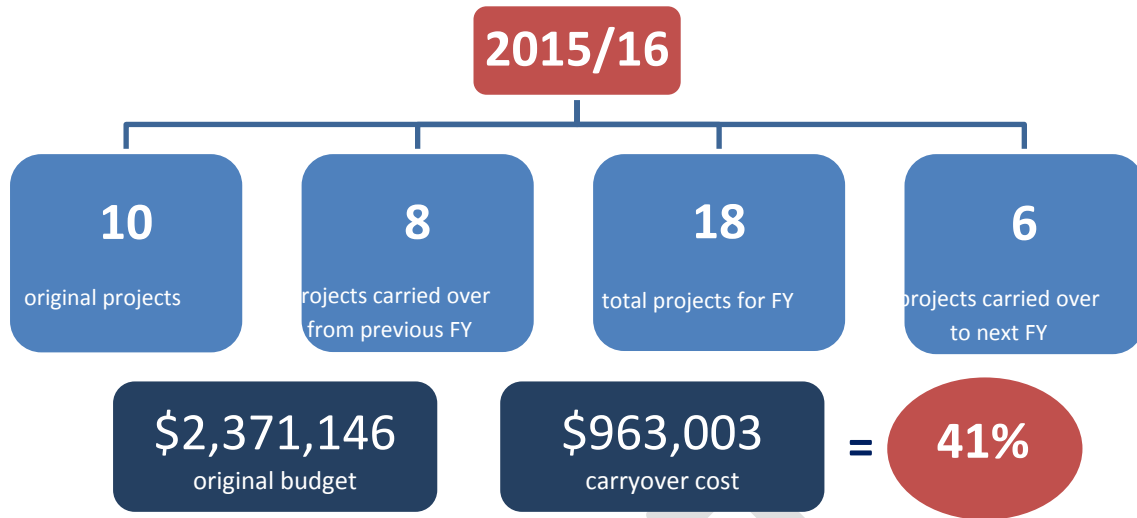 2015/16
10
original projects
8
rojects carried over
from previous FY
18
total projects for FY
6
projects carried over
to next FY
$2,371,146
original budget
$963,003
carryover cost
=
41%